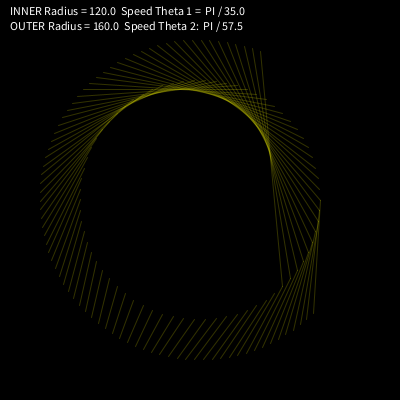 INNER Radius = 120.0  Speed Theta 1 =  PI / 35.0
OUTER Radius = 160.0  Speed Theta 2:  PI / 57.5